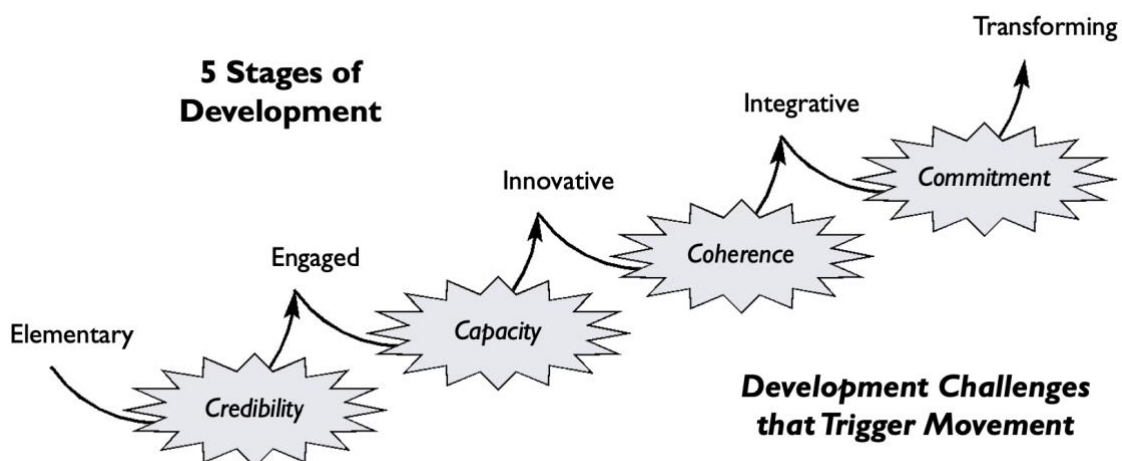 5 Stages of
Development
Elementary
Credibility
Engaged
Capacity
Innovative
Coherence
Integrative
Commitment
Transforming
Development Challenges
that Trigger Movement